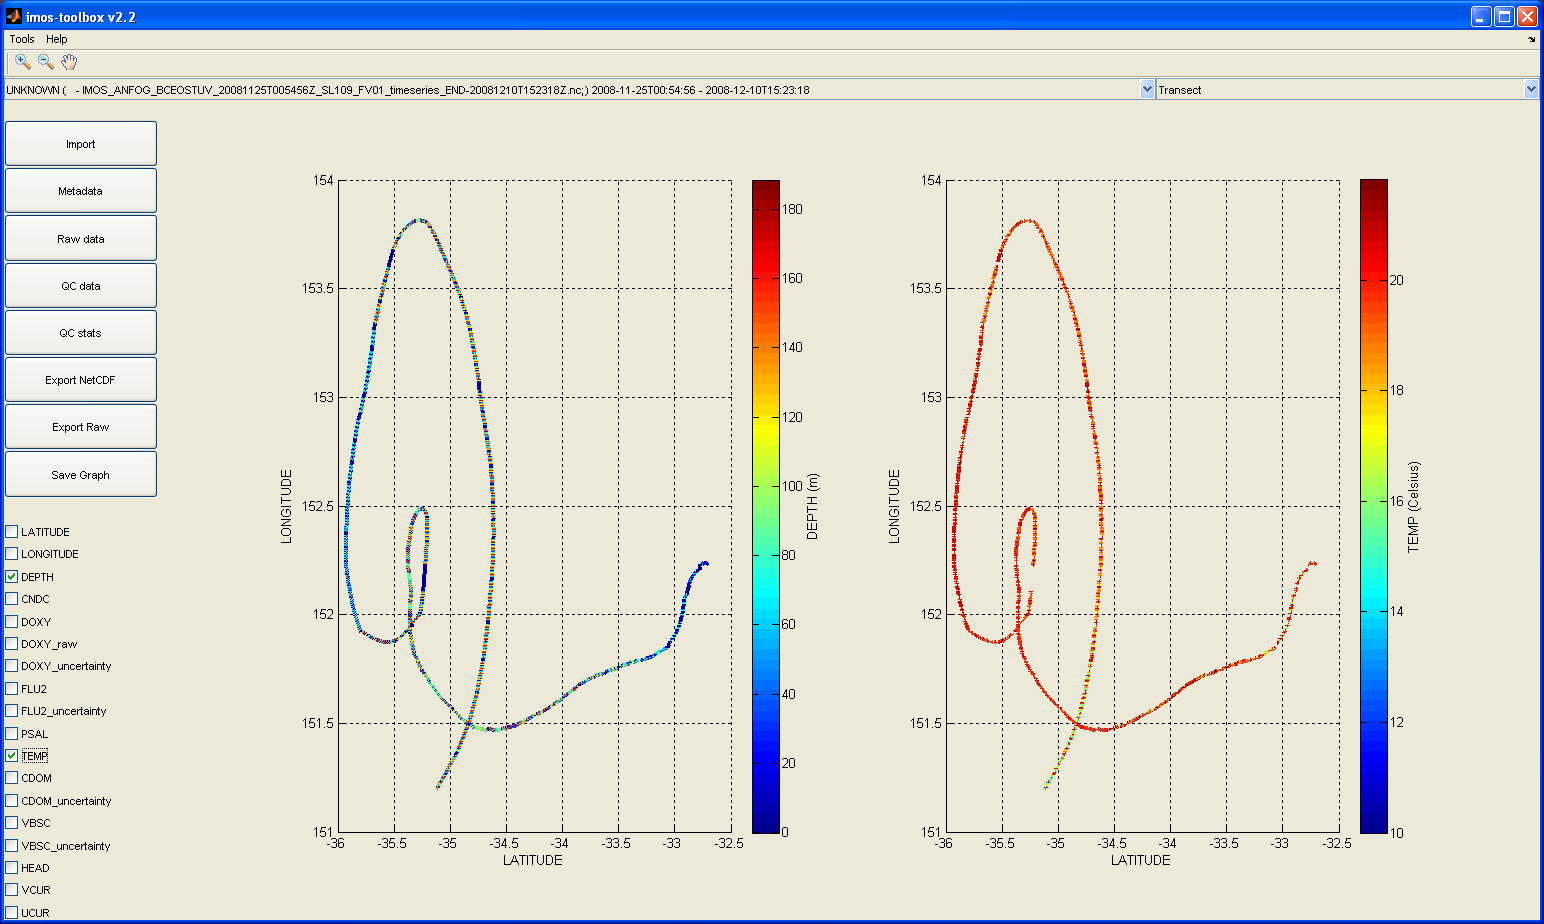 imos-toolbox v2.2
Tools Help
UNKNOWN ( - IMOS_ANFOG_BCEOSTUV_20081125T005456Z_SL109_FV01_timeseries_END-20081210T152318Z.nc;) 2008-11-25T00:54:56 - 2008-12-10T15:23:18
Transect
Import
Metadata
Raw data
QC data
QC stats
Export NetCDF
Export Raw
Save Graph
LATITUDE
LONGITUDE
DEPTH
CNDC
DOXY
DOXY_raw
DOXY_uncertainty
FLU2
FLU2_uncertainty
PSAL
TEMP
CDOM
CDOM_uncertainty
VBSC
VBSC_uncertainty
HEAD
VCUR
UCUR
154
153.5
153
152.5
152
151.5
151
LONGITUDE
-36 -35.5 -35 -34.5 -34 -33.5 -33 -32.5
LATITUDE
180
160
140
120
100
80
60
40
20
0
DEPTH (m)
154
153.5
153
152.5
152
151.5
151
LONGITUDE
-36 -35.5 -35 -34.5 -34 -33.5 -33 -32.5
LATITUDE
20
18
16
14
12
10
TEMP (Celsius)